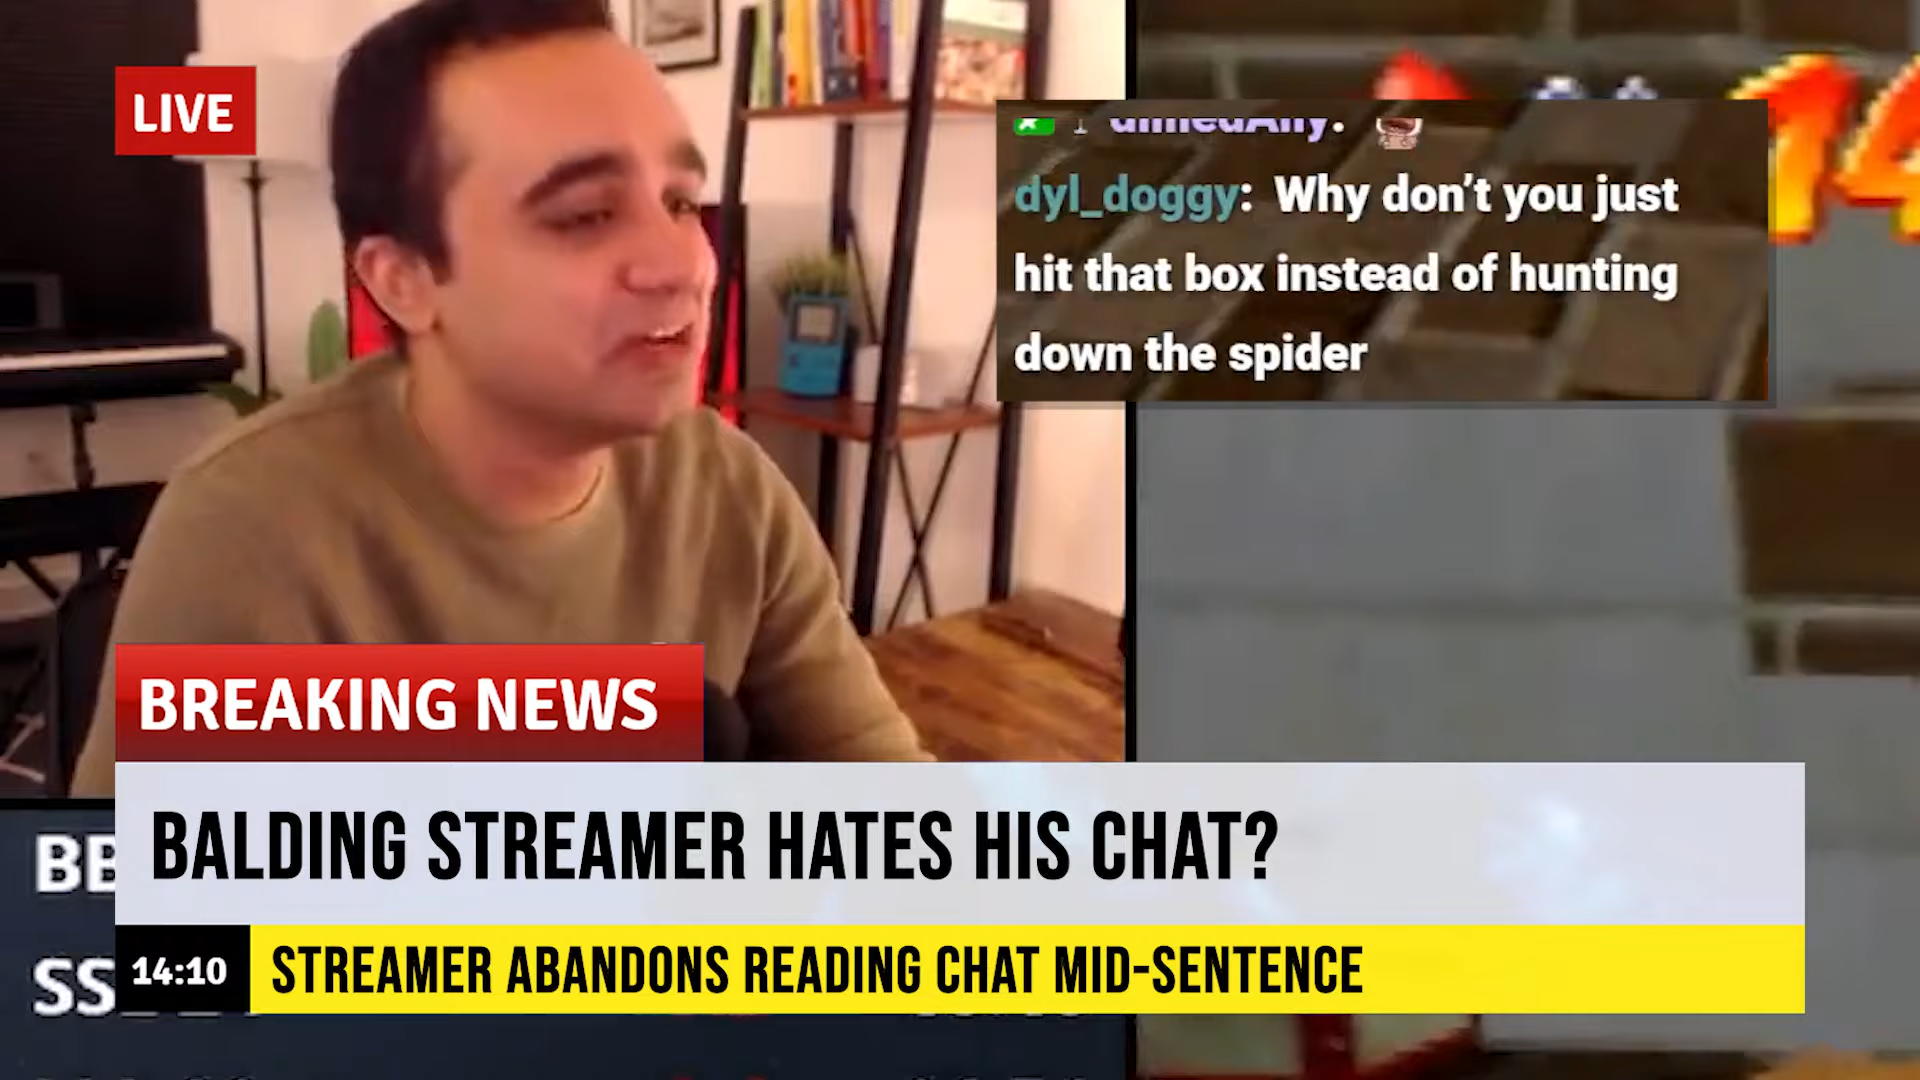 LIVE
14
dyl_doggy: Why don't you just
hit that box instead of hunting
down the spider
BREAKING NEWS
BALDING STREAMER HATES HIS CHAT?
14:10 STREAMER ABANDONS READING CHAT MID-SENTENCE